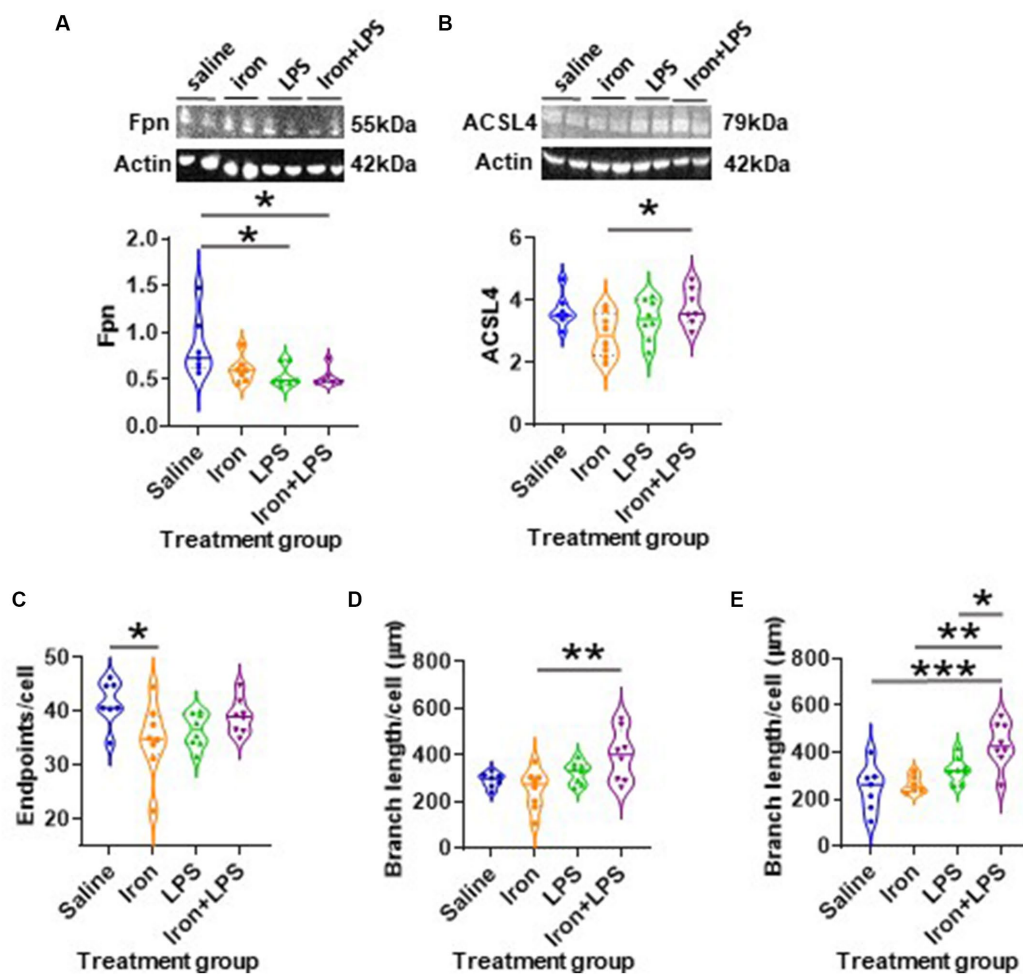 A
saline iron LPS Iron+LPS
Fpn 55kDa
Actin 42kDa
*
*
2.0
1.5
1.0
0.5
0.0
Fpn
Saline Iron LPS Iron+LPS
Treatment group
B
saline iron LPS Iron+LPS
ACSL4 79kDa
Actin 42kDa
*
6
4
2
0
ACSL4
Saline Iron LPS Iron+LPS
Treatment group
C
*
50
40
30
20
Endpoints/cell
Saline Iron LPS Iron+LPS
Treatment group
D
**
800
600
400
200
0
Branch length/cell (µm)
Saline Iron LPS Iron+LPS
Treatment group
E
*
**
***
800
600
400
200
0
Branch length/cell (µm)
Saline Iron LPS Iron+LPS
Treatment group